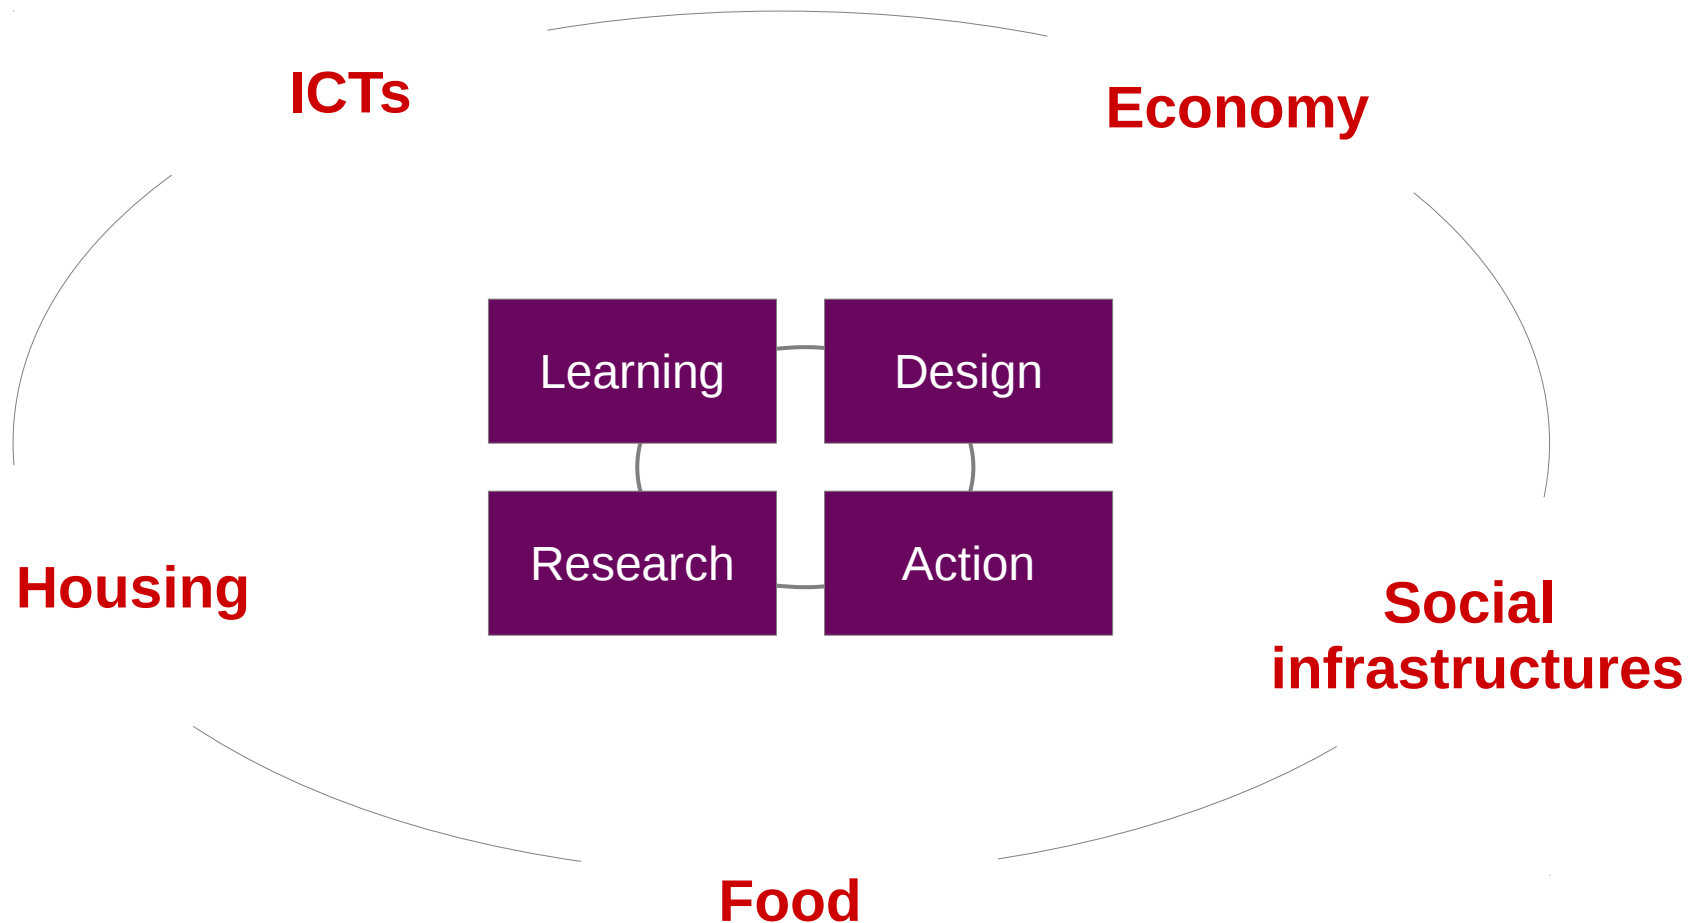 ICTs
Economy
Learning
Design
Research
Action
Housing
Social
infrastructures
Food